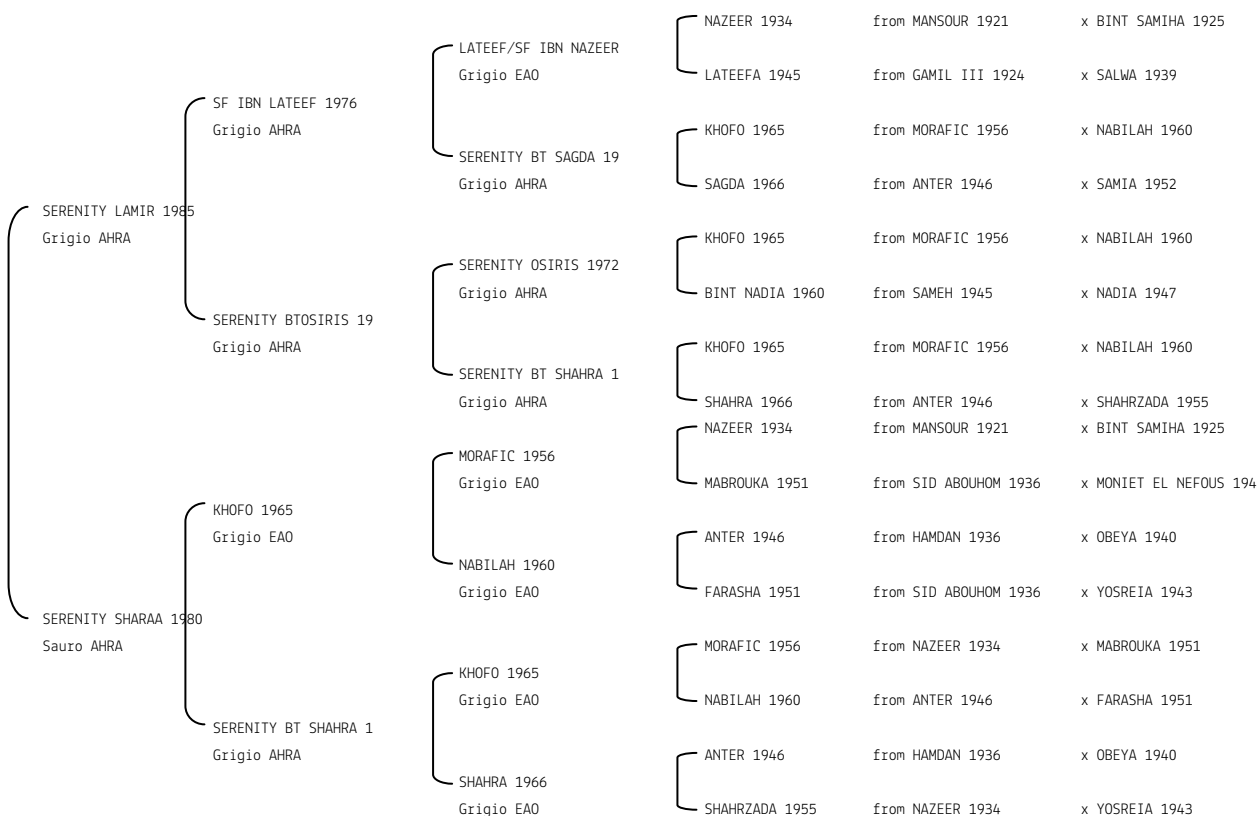 NAZEER 1934 from MANSOUR 1921 x BINT SAMIHA 1925
LATEEF/SF IBN NAZEER
Grigio EAO
LATEEFA 1945 from GAMIL III 1924 x SALWA 1939
SF IBN LATEEF 1976
Grigio AHRA
KHOFO 1965 from MORAFIC 1956 x NABILAH 1960
SERENITY BT SAGDA 19
Grigio AHRA
SAGDA 1966 from ANTER 1946 x SAMIA 1952
SERENITY LAMIR 1985
Grigio AHRA
KHOFO 1965 from MORAFIC 1956 x NABILAH 1960
SERENITY OSIRIS 1972
Grigio AHRA
BINT NADIA 1960 from SAMEH 1945 x NADIA 1947
SERENITY BTOSIRIS 19
Grigio AHRA
KHOFO 1965 from MORAFIC 1956 x NABILAH 1960
SERENITY BT SHAHRA 1
Grigio AHRA
SHAHRA 1966 from ANTER 1946 x SHAHRZADA 1955
NAZEER 1934 from MANSOUR 1921 x BINT SAMIHA 1925
MORAFIC 1956
Grigio EAO
MABROUKA 1951 from SID ABOUHOM 1936 x MONIET EL NEFOUS 194
KHOFO 1965
Grigio EAO
ANTER 1946 from HAMDAN 1936 x OBEYA 1940
NABILAH 1960
Grigio EAO
FARASHA 1951 from SID ABOUHOM 1936 x YOSREIA 1943
SERENITY SHARAA 1980
Sauro AHRA
MORAFIC 1956 from NAZEER 1934 x MABROUKA 1951
KHOFO 1965
Grigio EAO
NABILAH 1960 from ANTER 1946 x FARASHA 1951
SERENITY BT SHAHRA 1
Grigio AHRA
ANTER 1946 from HAMDAN 1936 x OBEYA 1940
SHAHRA 1966
Grigio EAO
SHAHRZADA 1955 from NAZEER 1934 x YOSREIA 1943